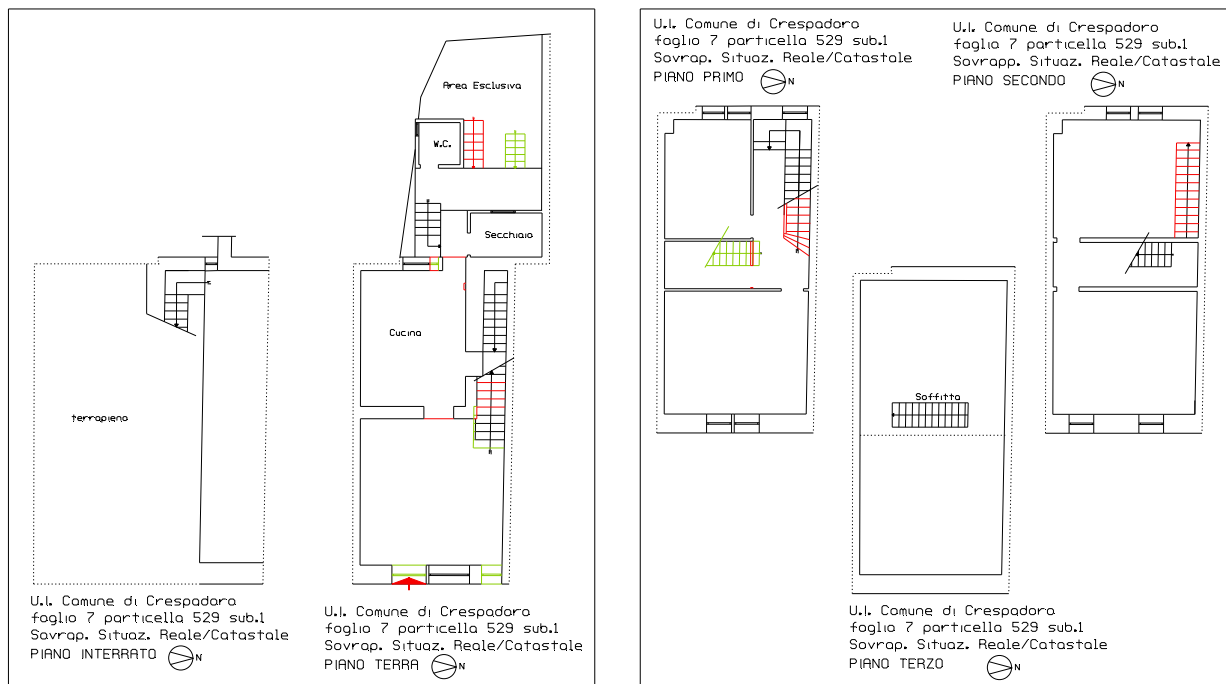 Area Esclusiva
W.C.
Secchiaio
Cucina
terrapieno
U.I. Comune di Crespadoro
foglio 7 particella 529 sub.1
Sovrap. Situaz. Reale/Catastale
PIANO INTERRATO N
U.I. Comune di Crespadoro
foglio 7 particella 529 sub.1
Sovrap. Situaz. Reale/Catastale
PIANO TERRA N
U.I. Comune di Crespadoro
foglio 7 particella 529 sub.1
Sovrap. Situaz. Reale/Catastale
PIANO PRIMO N
U.I. Comune di Crespadoro
foglio 7 particella 529 sub.1
Sovrapp. Situaz. Reale/Catastale
PIANO SECONDO N
Soffitta
U.I. Comune di Crespadoro
foglio 7 particella 529 sub.1
Sovrap. Situaz. Reale/Catastale
PIANO TERZO N